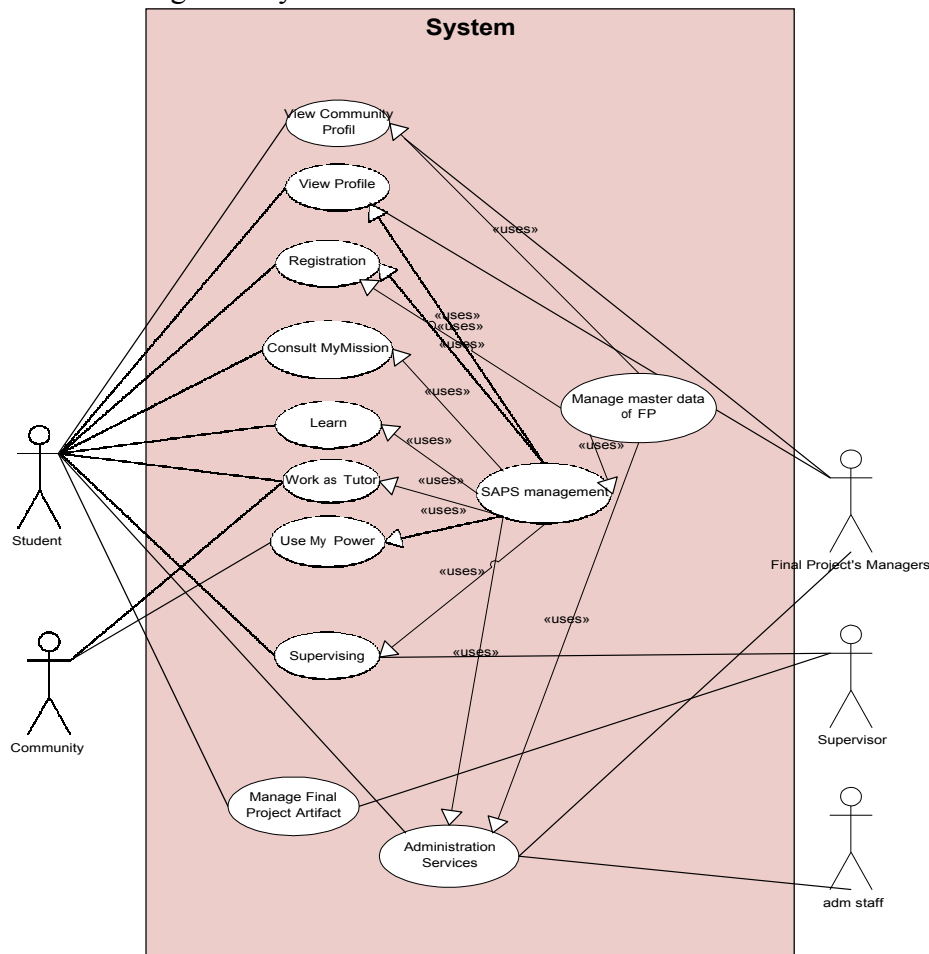 System
View Community
Profil
View Profile
«uses»
Registration
«uses»
«uses»
Consult MyMission
«uses»
Manage master data
of FP
Learn
«uses»
«uses»
Work as Tutor
«uses»
SAPS management
«uses»
Use My Power
Student
Final Project's Managers
«uses»
«uses»
Supervising
«uses»
Community
Supervisor
Manage Final
Project Artifact
Administration
Services
adm staff